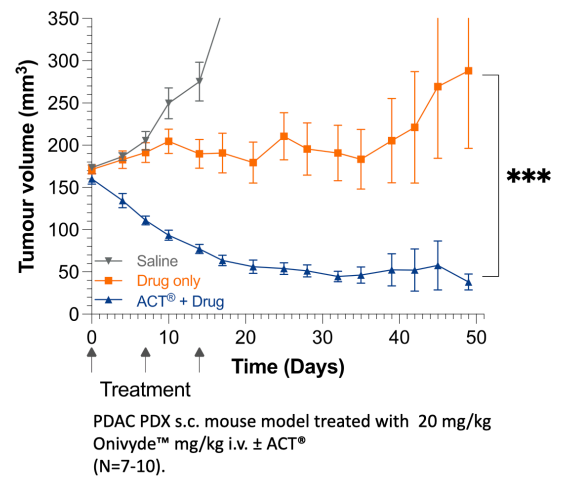 350
300
250
200
150
100
50
0
Tumour volume (mm³)
Saline
Drug only
ACT® + Drug
***
0 10 20 30 40 50
Time (Days)
Treatment
PDAC PDX s.c. mouse model treated with 20 mg/kg
Onivyde™ mg/kg i.v. ± ACT®
(N=7-10).